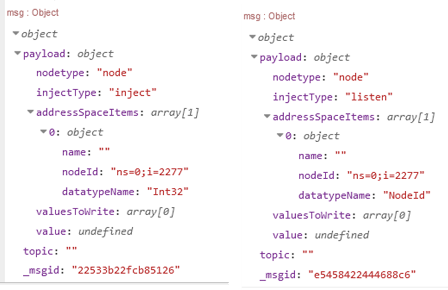 msg : Object
object
payload: object
nodetype: "node"
injectType: "inject"
addressSpaceItems: array[1]
0: object
name: ""
nodeId: "ns=0;i=2277"
datatypeName: "Int32"
valuesToWrite: array[0]
value: undefined
topic: ""
_msgid: "22533b22fcb85126"
msg : Object
object
payload: object
nodetype: "node"
injectType: "listen"
addressSpaceItems: array[1]
0: object
name: ""
nodeId: "ns=0;i=2277"
datatypeName: "NodeId"
valuesToWrite: array[0]
value: undefined
topic: ""
_msgid: "e5458422444688c6"